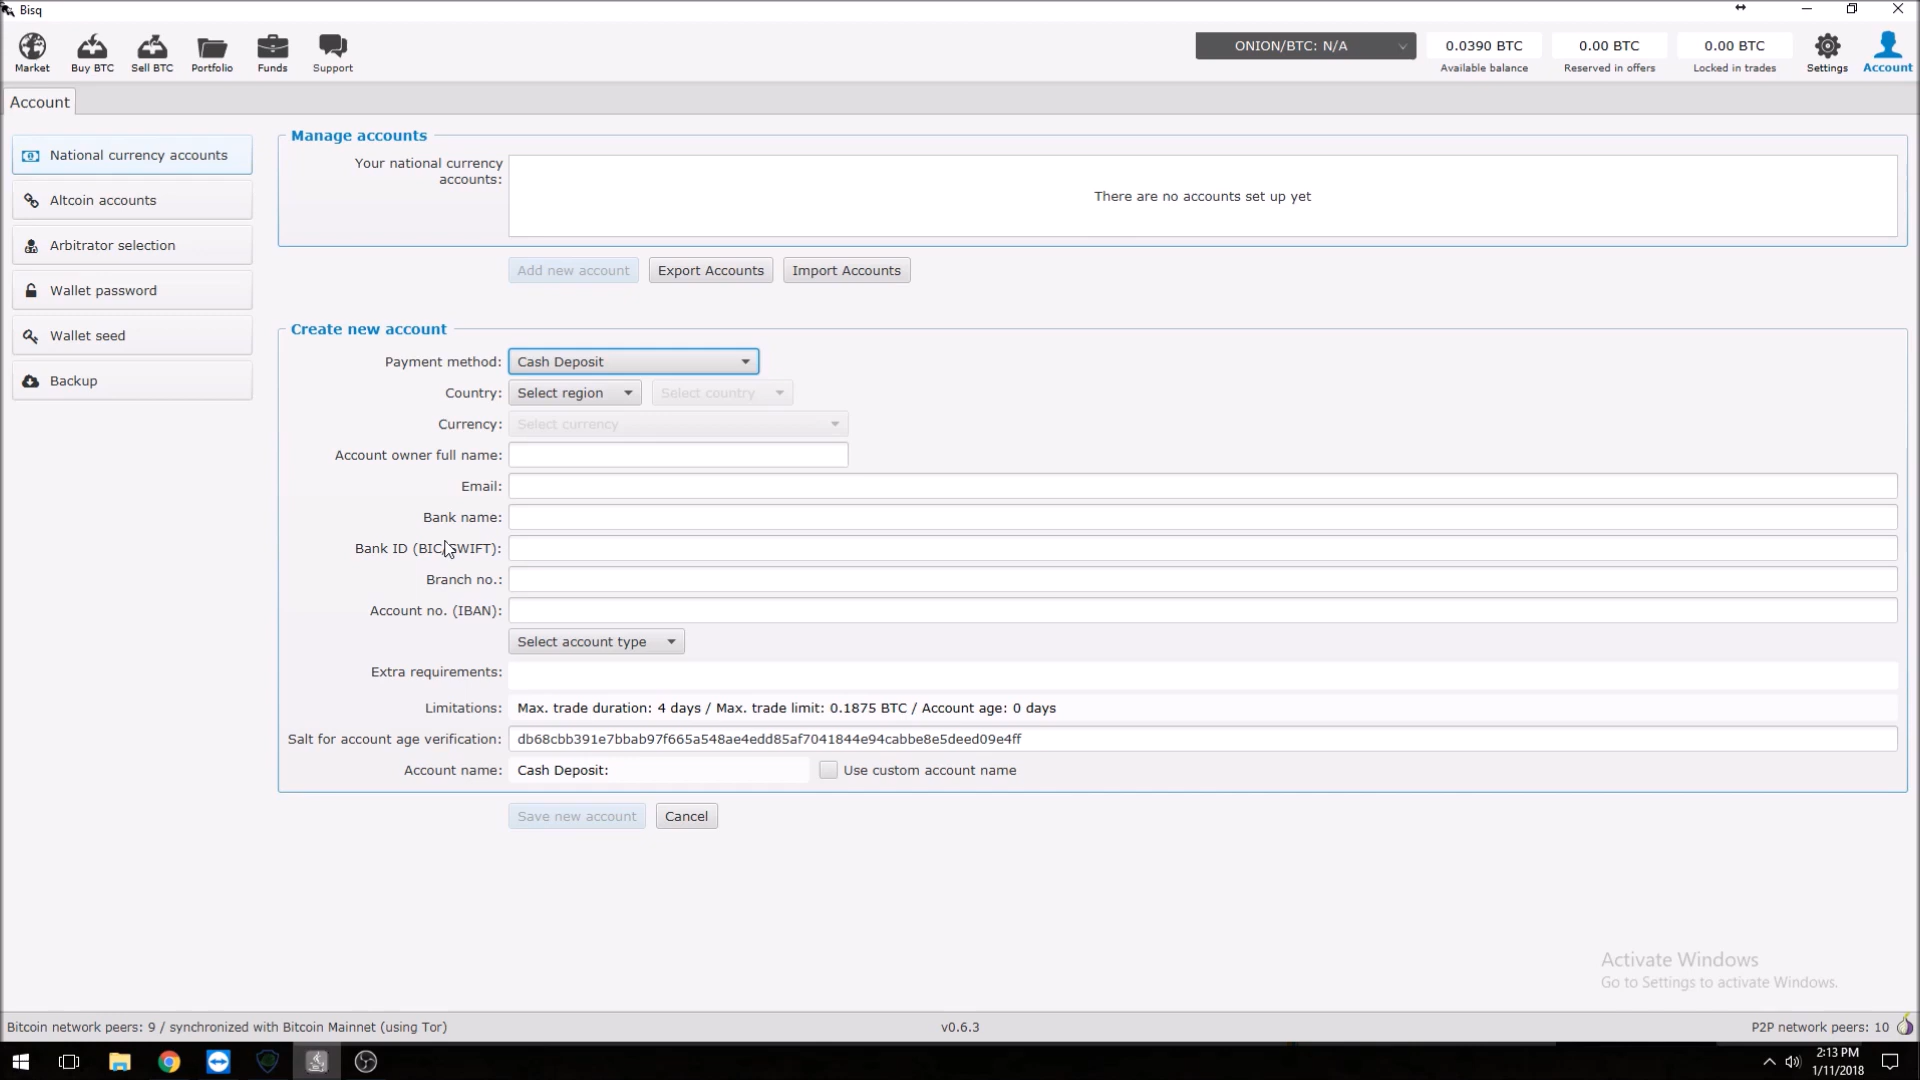 Bisq
Market Buy BTC Sell BTC Portfolio Funds Support
ONION/BTC: N/A
0.0390 BTC
Available balance
0.00 BTC
Reserved in offers
0.00 BTC
Locked in trades
Settings Account
Account
National currency accounts
Altcoin accounts
Arbitrator selection
Wallet password
Wallet seed
Backup
Manage accounts
Your national currency
accounts:
There are no accounts set up yet
Add new account Export Accounts Import Accounts
Create new account
Payment method: Cash Deposit
Country: Select region Select country
Currency: Select currency
Account owner full name:
Email:
Bank name:
Bank ID (BIC/SWIFT):
Branch no.:
Account no. (IBAN):
Select account type
Extra requirements:
Limitations: Max. trade duration: 4 days / Max. trade limit: 0.1875 BTC / Account age: 0 days
Salt for account age verification: db68cbb391e7bbab97f665a548ae4edd85af7041844e94cabbe8e5deed09e4ff
Account name: Cash Deposit: Use custom account name
Save new account Cancel
Activate Windows
Go to Settings to activate Windows.
Bitcoin network peers: 9 / synchronized with Bitcoin Mainnet (using Tor) v0.6.3 P2P network peers: 10
2:13 PM
1/11/2018